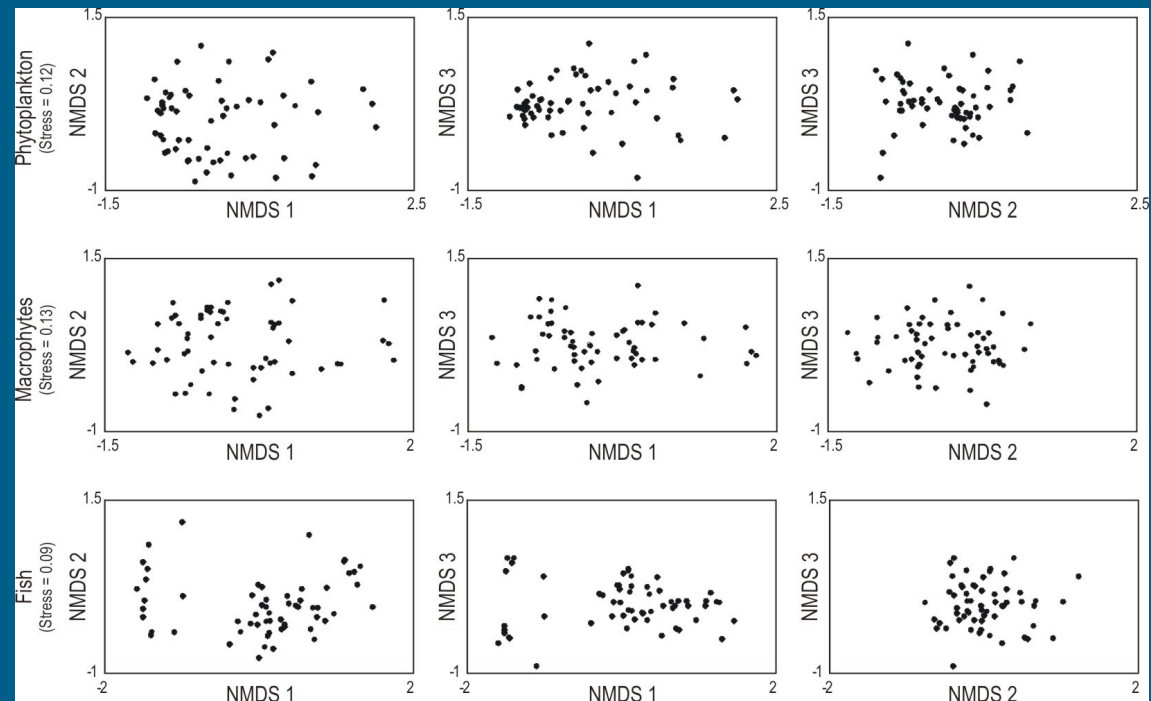 Phytoplankton
(Stress = 0.12)
NMDS 2
1.5
-1
-1.5
2.5
NMDS 1
NMDS 3
1.5
-1
-1.5
2.5
NMDS 1
NMDS 3
1.5
-1
-1.5
2.5
NMDS 2
Macrophytes
(Stress = 0.13)
NMDS 2
1.5
-1
-1.5
2
NMDS 1
NMDS 3
1.5
-1
-1.5
2
NMDS 1
NMDS 3
1.5
-1
-1.5
2
NMDS 2
Fish
(Stress = 0.09)
NMDS 2
1.5
-1
-2
2
NMDS 1
NMDS 3
1.5
-1
-2
2
NMDS 1
NMDS 3
1.5
-1
-2
2
NMDS 2